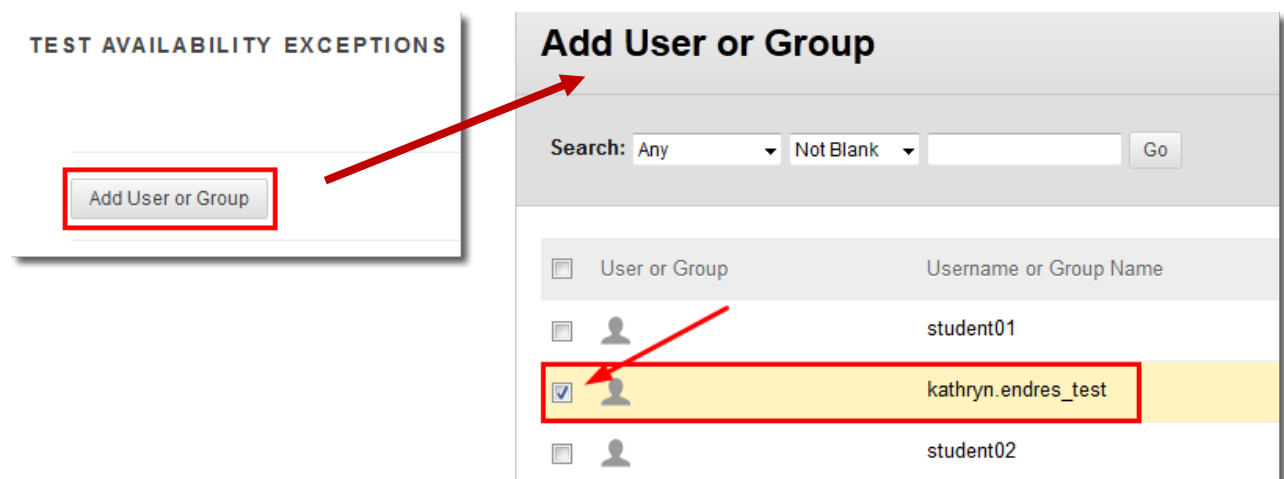 TEST AVAILABILITY EXCEPTIONS
Add User or Group
Add User or Group
Search: Any Not Blank Go
User or Group Username or Group Name
student01
kathryn.endres_test
student02